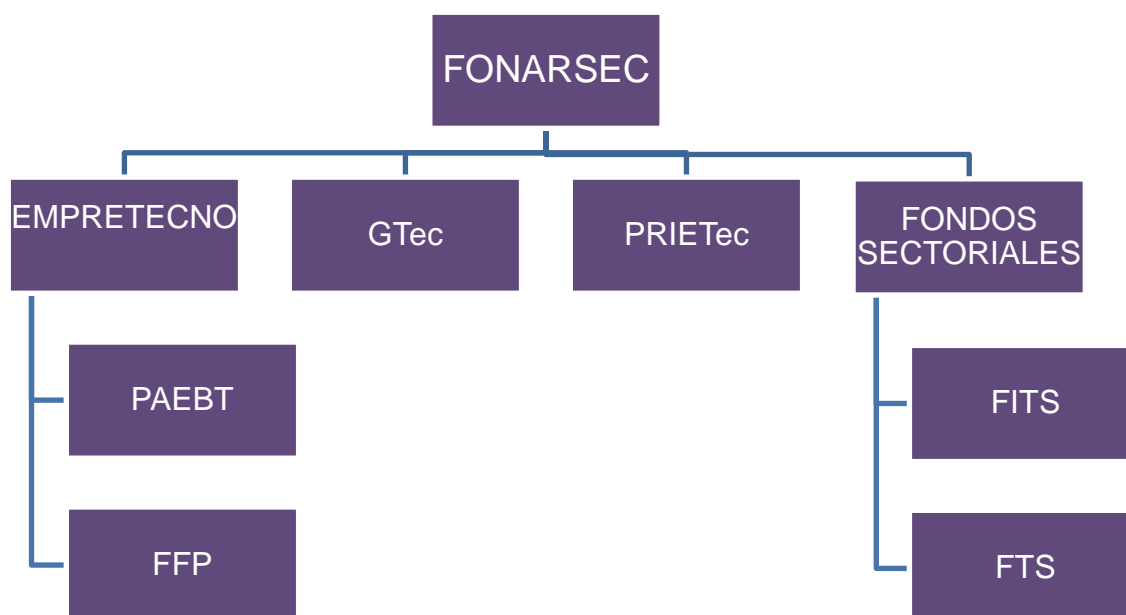 FONARSEC
EMPRETECNO
GTec
PRIETec
FONDOS
SECTORIALES
PAEBT
FITS
FFP
FTS